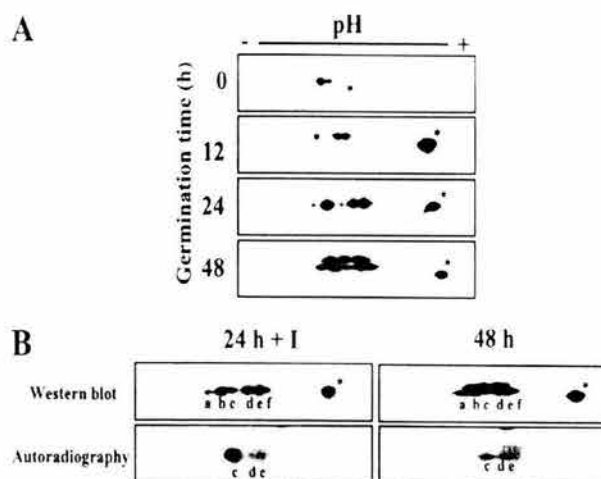 A
pH
- +
Germination time (h)
0
*
12
*
24
*
48
*
B
24 h + I
48 h
Western blot
a b c d e f
*
a b c d e f
*
Autoradiography
c d e
c d e